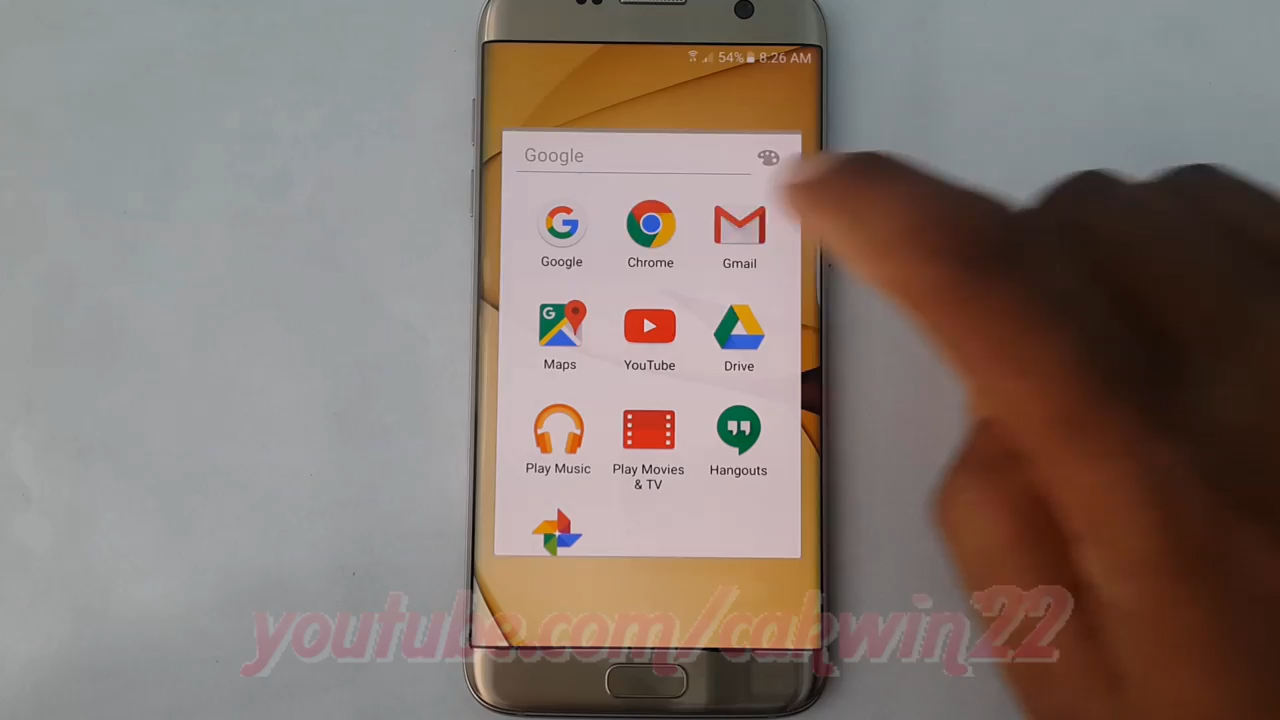 54% 8:26 AM
Google
Google Chrome Gmail
Maps YouTube Drive
Play Music Play Movies & TV Hangouts
youtube.com/cakwin22